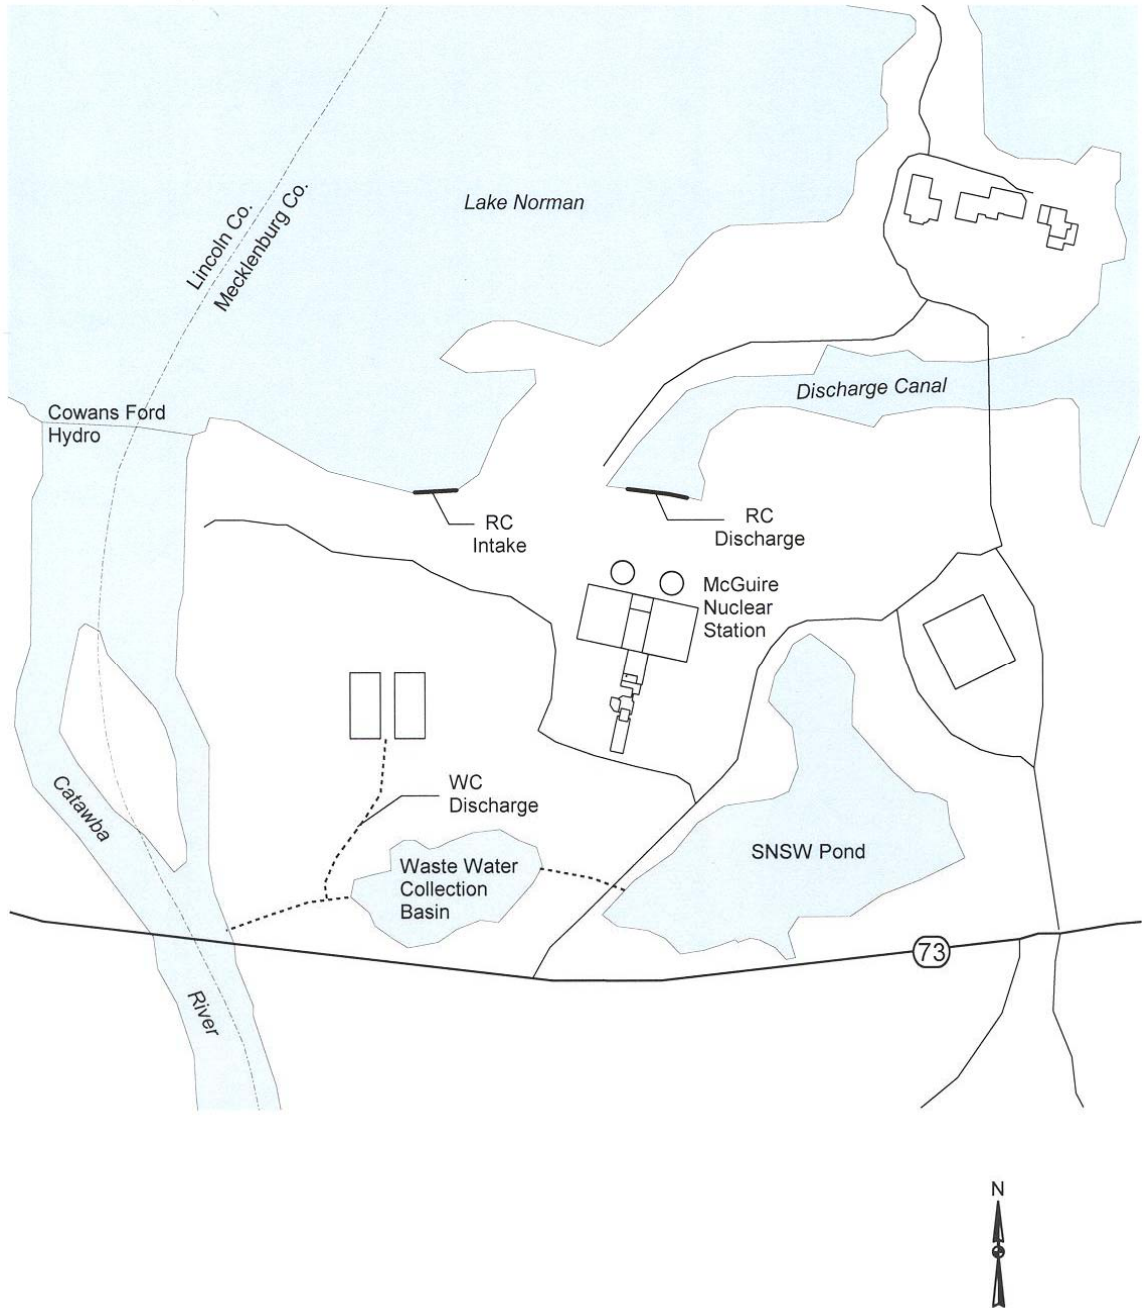 Lake Norman
Lincoln Co.
Mecklenburg Co.
Discharge Canal
Cowans Ford
Hydro
RC
Intake
RC
Discharge
McGuire
Nuclear
Station
WC
Discharge
Catawba
River
Waste Water
Collection
Basin
SNSW Pond
73
N